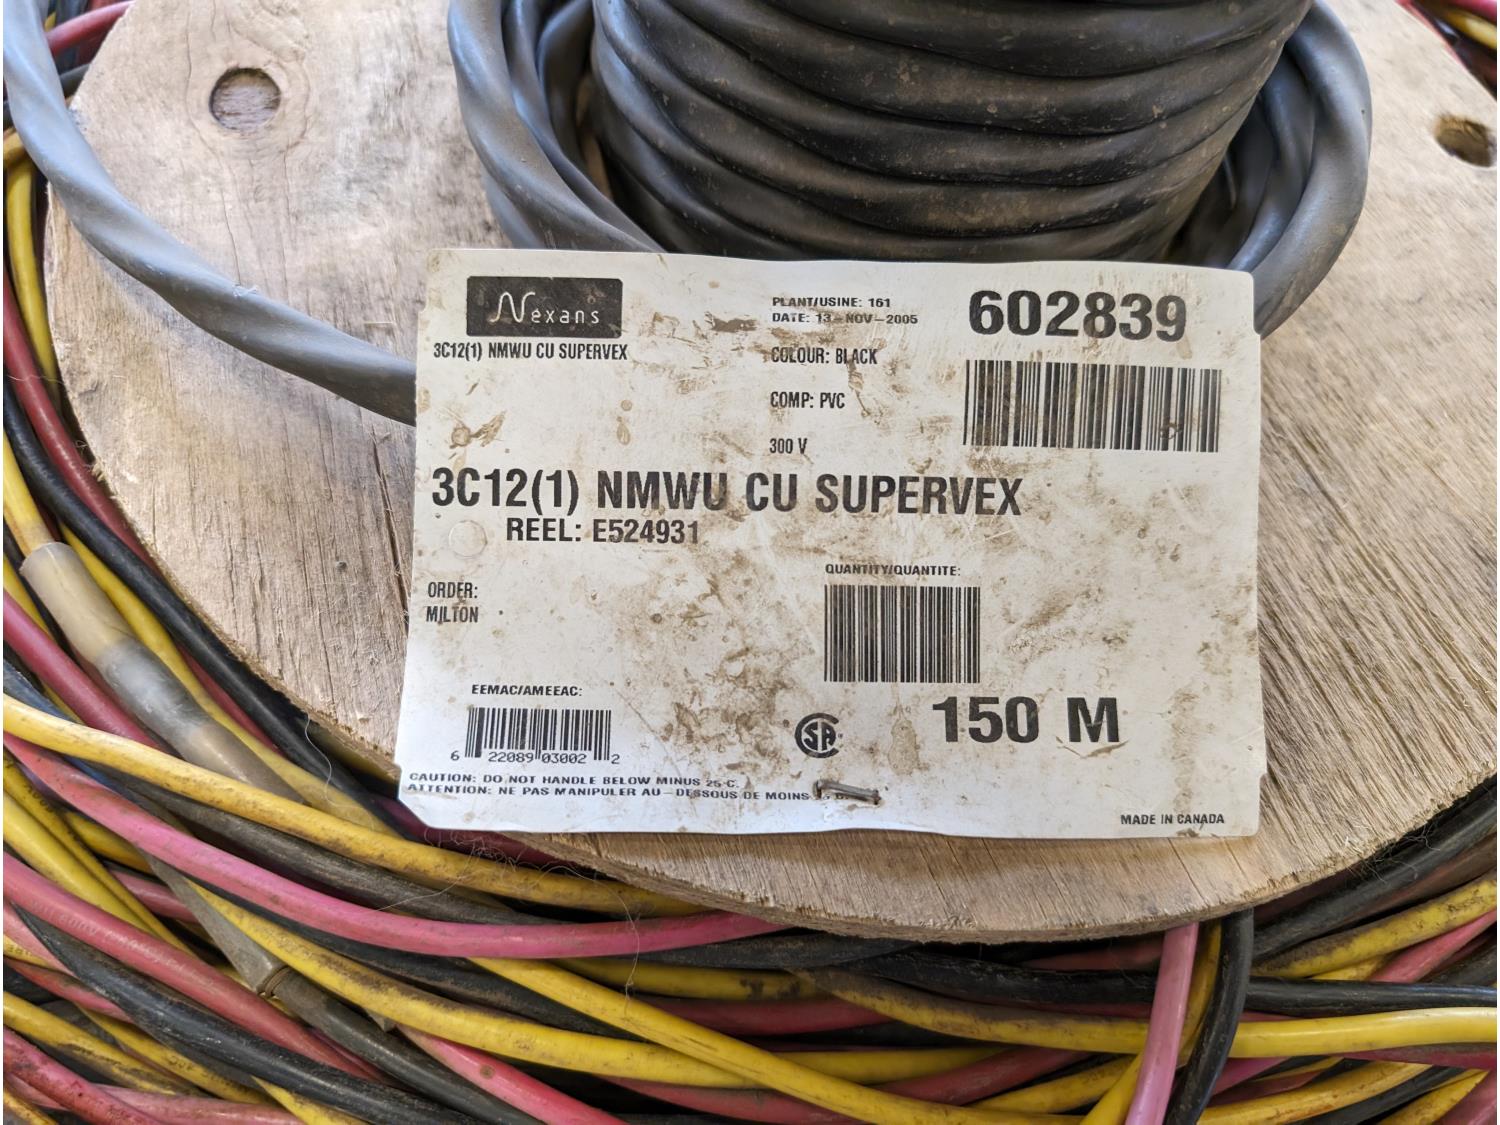 Nexans
3C12(1) NMWU CU SUPERVEX
PLANT/USINE: 161
DATE: 13-NOV-2005
602839
COLOUR: BLACK
COMP: PVC
300 V
3C12(1) NMWU CU SUPERVEX
REEL: E524931
ORDER:
MILTON
QUANTITY/QUANTITE:
150 M
EEMAC/AMEEAC:
6 22089 03002 2
CSA
CAUTION: DO NOT HANDLE BELOW MINUS 25-C.
ATTENTION: NE PAS MANIPULER AU-DESSOUS DE MOINS
MADE IN CANADA